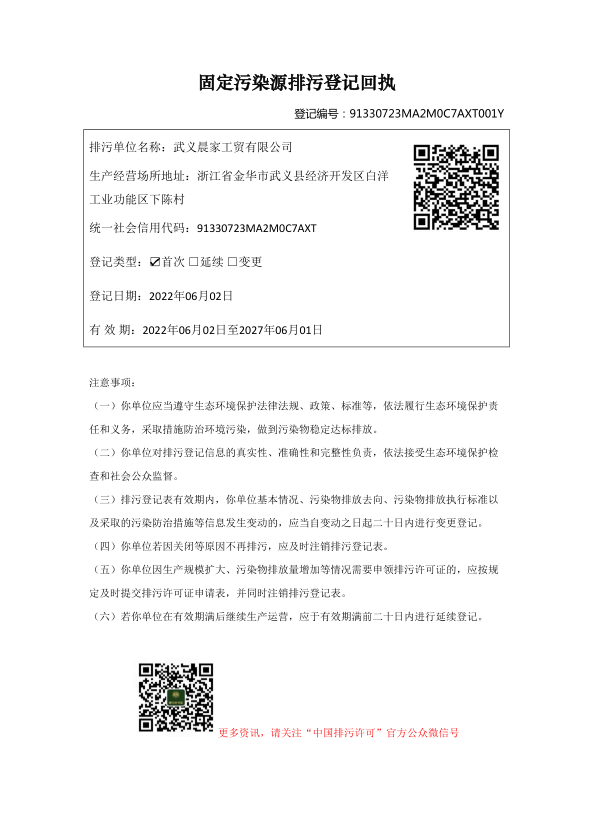 固定污染源排污登记回执
登记编号：91330723MA2M0C7AXT001Y
排污单位名称：武义晨家工贸有限公司
生产经营场所地址：浙江省金华市武义县经济开发区白洋
工业功能区下陈村
统一社会信用代码：91330723MA2M0C7AXT
登记类型：☑首次 □延续 □变更
登记日期：2022年06月02日
有 效 期：2022年06月02日至2027年06月01日
注意事项：
（一）你单位应当遵守生态环境保护法律法规、政策、标准等，依法履行生态环境保护责
任和义务，采取措施防治环境污染，做到污染物稳定达标排放。
（二）你单位对排污登记信息的真实性、准确性和完整性负责，依法接受生态环境保护检
查和社会公众监督。
（三）排污登记表有效期内，你单位基本情况、污染物排放去向、污染物排放执行标准以
及采取的污染防治措施等信息发生变动的，应当自变动之日起二十日内进行变更登记。
（四）你单位若因关闭等原因不再排污，应及时注销排污登记表。
（五）你单位因生产规模扩大、污染物排放量增加等情况需要申领排污许可证的，应按规
定及时提交排污许可证申请表，并同时注销排污登记表。
（六）若你单位在有效期满后继续生产运营，应于有效期满前二十日内进行延续登记。
更多资讯，请关注“中国排污许可”官方公众微信号